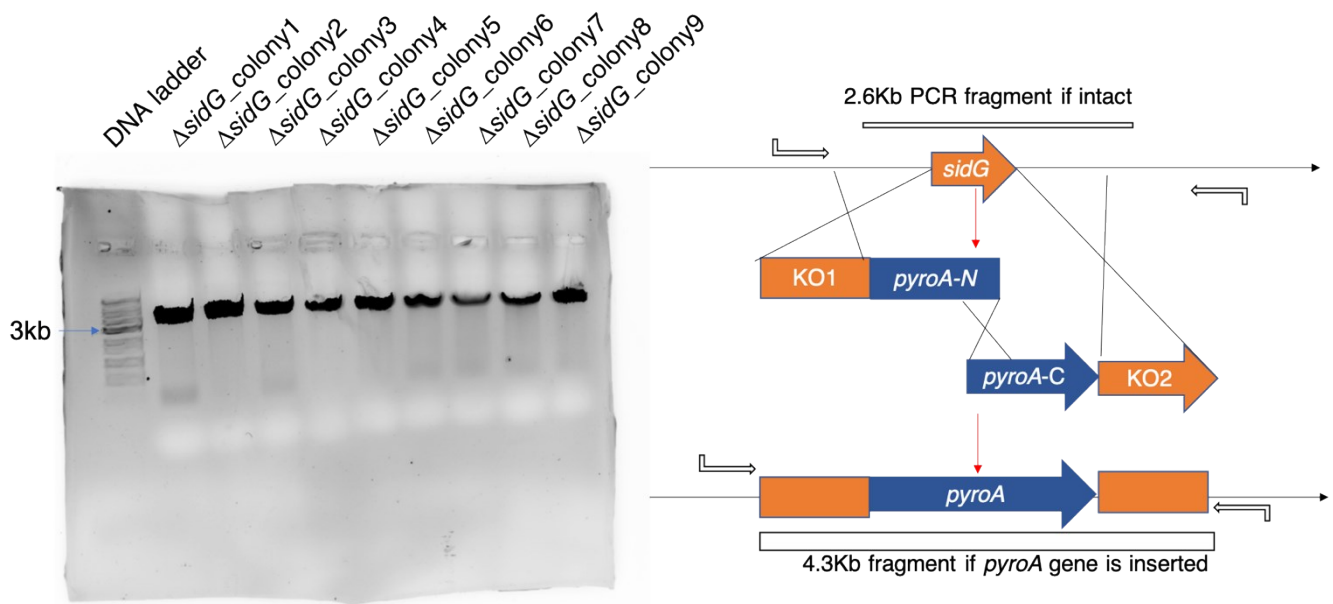 DNA ladder
ΔsidG_colony1
ΔsidG_colony2
ΔsidG_colony3
ΔsidG_colony4
ΔsidG_colony5
ΔsidG_colony6
ΔsidG_colony7
ΔsidG_colony8
ΔsidG_colony9
3kb
2.6Kb PCR fragment if intact
sidG
KO1
pyroA-N
pyroA-C
KO2
pyroA
4.3Kb fragment if pyroA gene is inserted